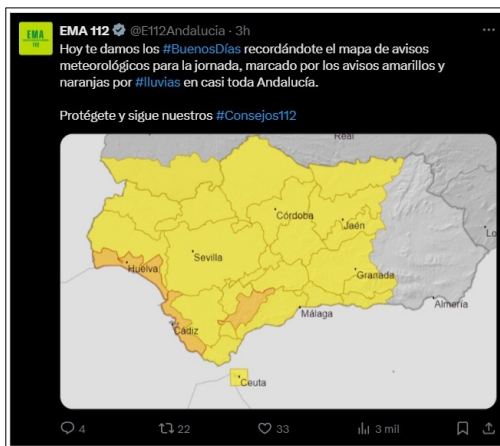 EMA
112
EMA 112 @E112Andalucia · 3h
Hoy te damos los #BuenosDías recordándote el mapa de avisos
meteorológicos para la jornada, marcado por los avisos amarillos y
naranjas por #lluvias en casi toda Andalucía.
Protégete y sigue nuestros #Consejos112
Real
Córdoba
Jaén
Lo
Huelva
Sevilla
Granada
Cádiz
Málaga
Almería
Ceuta
4 22 33 3 mil